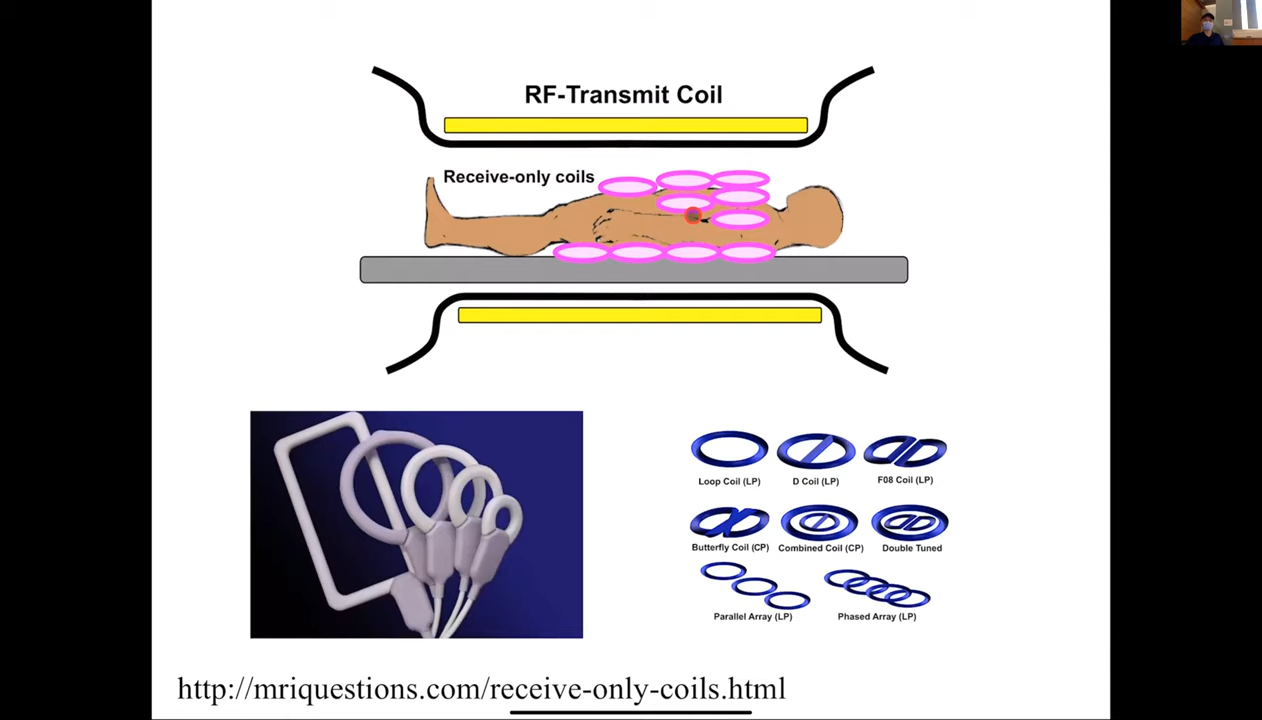 RF-Transmit Coil
Receive-only coils
Loop Coil (LP)
D Coil (LP)
F08 Coil (LP)
Butterfly Coil (CP)
Combined Coil (CP)
Double Tuned
Parallel Array (LP)
Phased Array (LP)
http://mriquestions.com/receive-only-coils.html